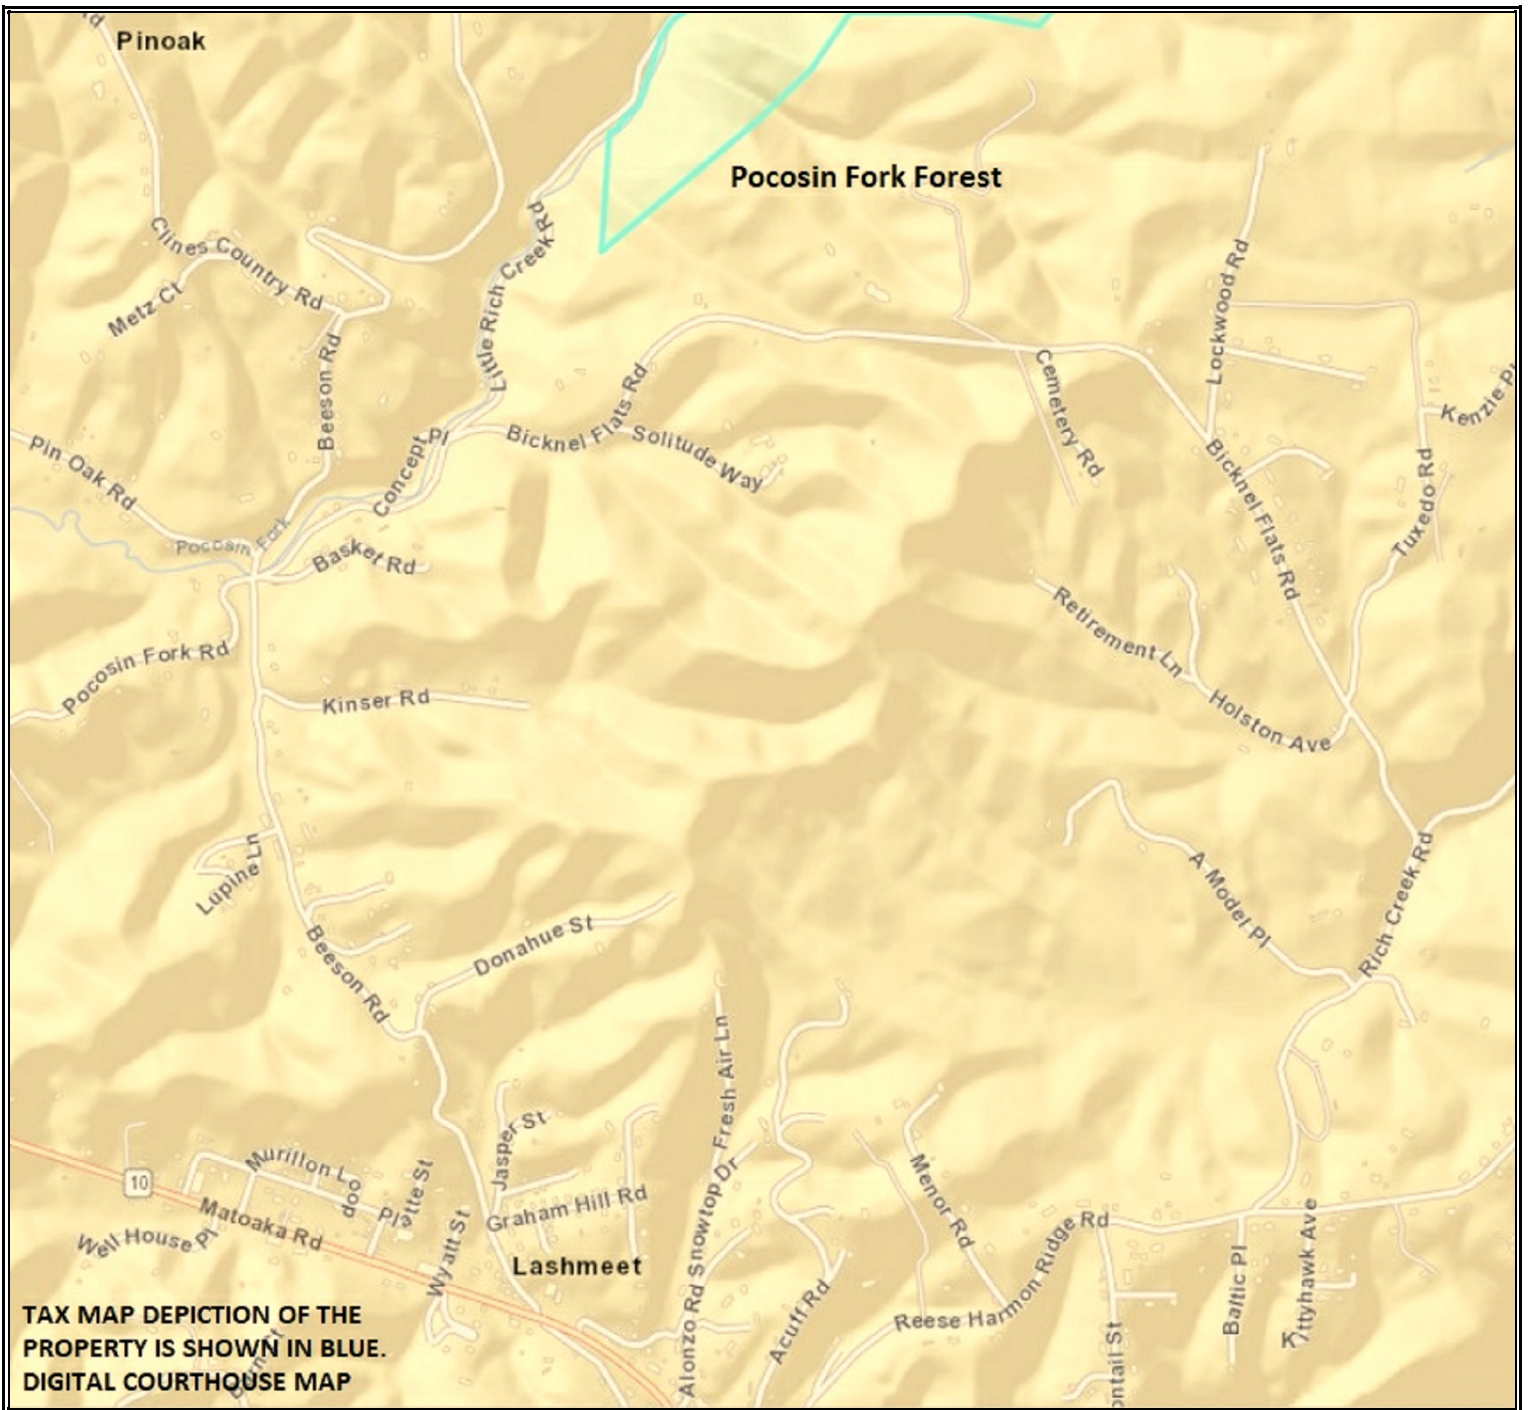 Pinoak
Pocosin Fork Forest
Clines Country Rd
Metz Ct
Little Rich Creek Rd
Lockwood Rd
Beeson Rd
Cemetery Rd
Kenzie Pl
Pin Oak Rd
Concept Pl
Bicknel Flats Rd
Solitude Way
Bicknel Flats Rd
Tuxedo Rd
Pocosin Fork
Basket Rd
Retirement Ln
Pocosin Fork Rd
Kinser Rd
Holston Ave
Lupine Ln
A Model Pl
Rich Creek Rd
Beeson Rd
Donahue St
Fresh Air Ln
Jasper St
Murillon Loop
10
Matoaka Rd
Well House Pl
Wyatt St
Graham Hill Rd
Snowtop Dr
Menor Rd
Reese Harmon Ridge Rd
Lashmeet
Alonzo Rd
Acuff Rd
Baltic Pl
Kittyhawk Ave
TAX MAP DEPICTION OF THE
PROPERTY IS SHOWN IN BLUE.
DIGITAL COURTHOUSE MAP